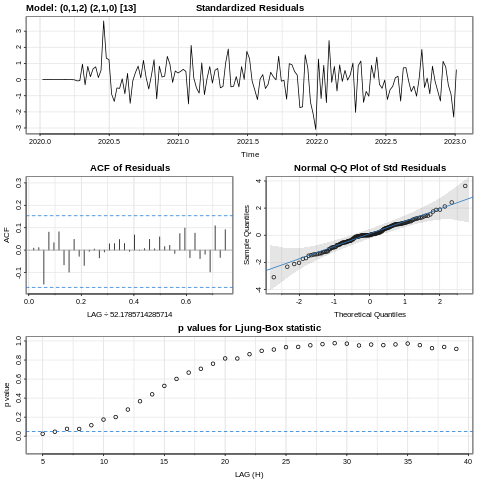 Model: (0,1,2) (2,1,0) [13] Standardized Residuals
3
2
1
0
-1
-2
-3
2020.0 2020.5 2021.0 2021.5 2022.0 2022.5 2023.0
Time
ACF of Residuals
ACF
0.3
0.2
0.1
0.0
-0.1
0.0 0.2 0.4 0.6
LAG ÷ 52.1785714285714
Normal Q-Q Plot of Std Residuals
Sample Quantiles
4
2
0
-2
-4
-2 -1 0 1 2
Theoretical Quantiles
p values for Ljung-Box statistic
p value
1.0
0.8
0.6
0.4
0.2
0.0
5 10 15 20 25 30 35 40
LAG (H)